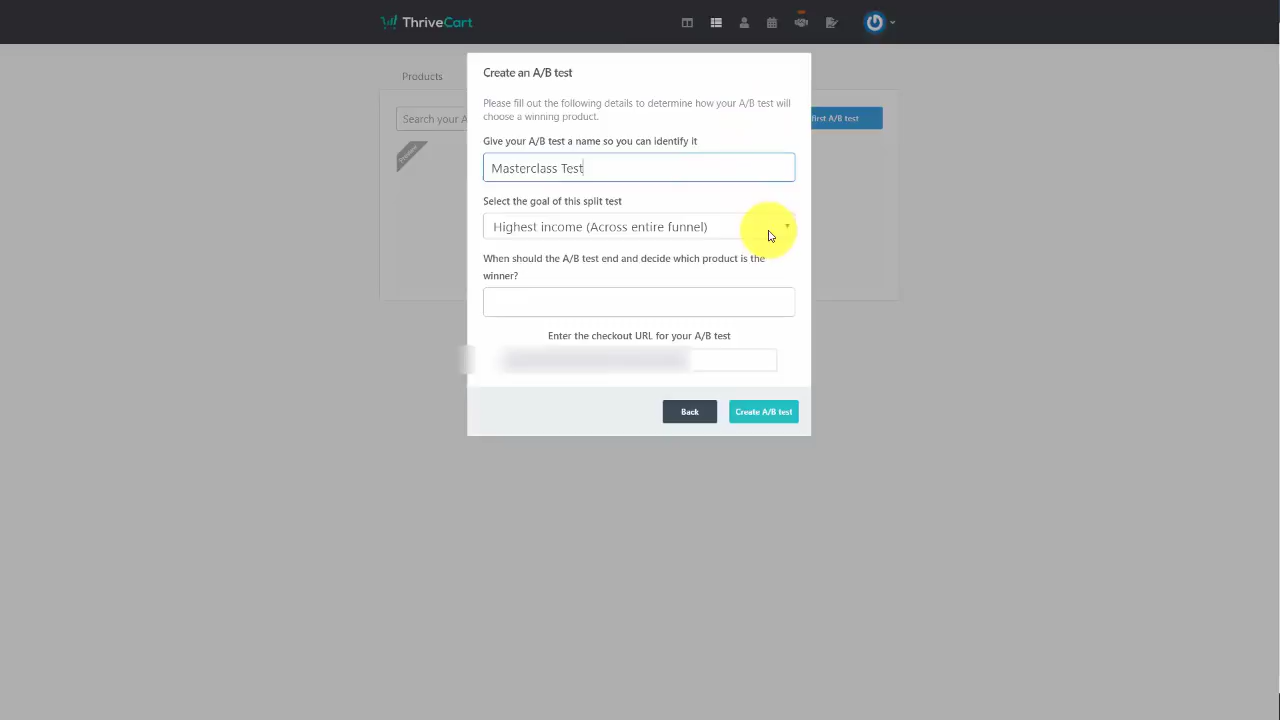 ThriveCart
Products
Search your A
first A/B test
Create an A/B test
Please fill out the following details to determine how your A/B test will
choose a winning product.
Give your A/B test a name so you can identify it
Masterclass Test
Select the goal of this split test
Highest income (Across entire funnel)
When should the A/B test end and decide which product is the
winner?
Enter the checkout URL for your A/B test
Back
Create A/B test